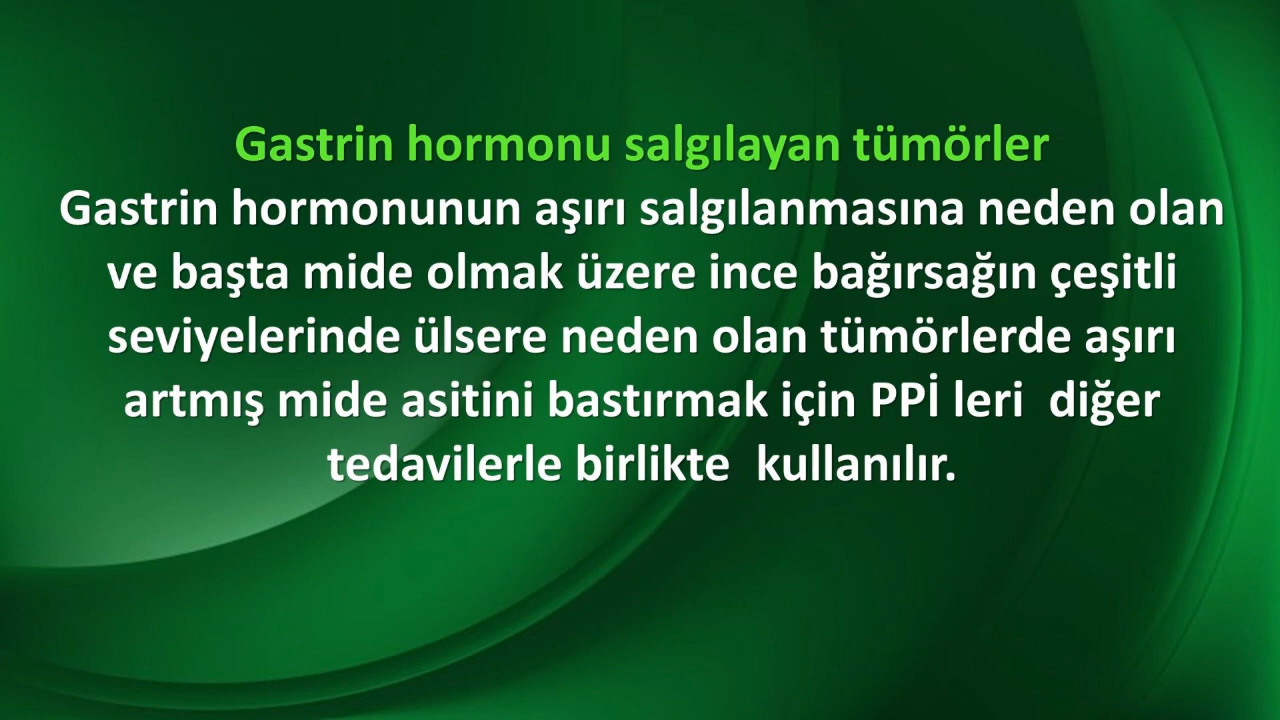 Gastrin hormonu salgılayan tümörler
Gastrin hormonunun aşırı salgılanmasına neden olan
ve başta mide olmak üzere ince bağırsağın çeşitli
seviyelerinde ülsere neden olan tümörlerde aşırı
artmış mide asitini bastırmak için PPİ leri  diğer
tedavilerle birlikte  kullanılır.